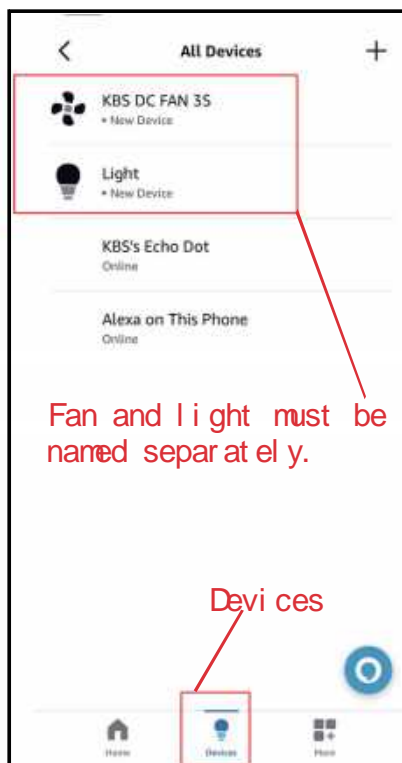 All Devices
KBS DC FAN 3S
• New Device
Light
• New Device
KBS's Echo Dot
Online
Alexa on This Phone
Online
Fan and light must be
named separately.
Devices
Home
Devices
More